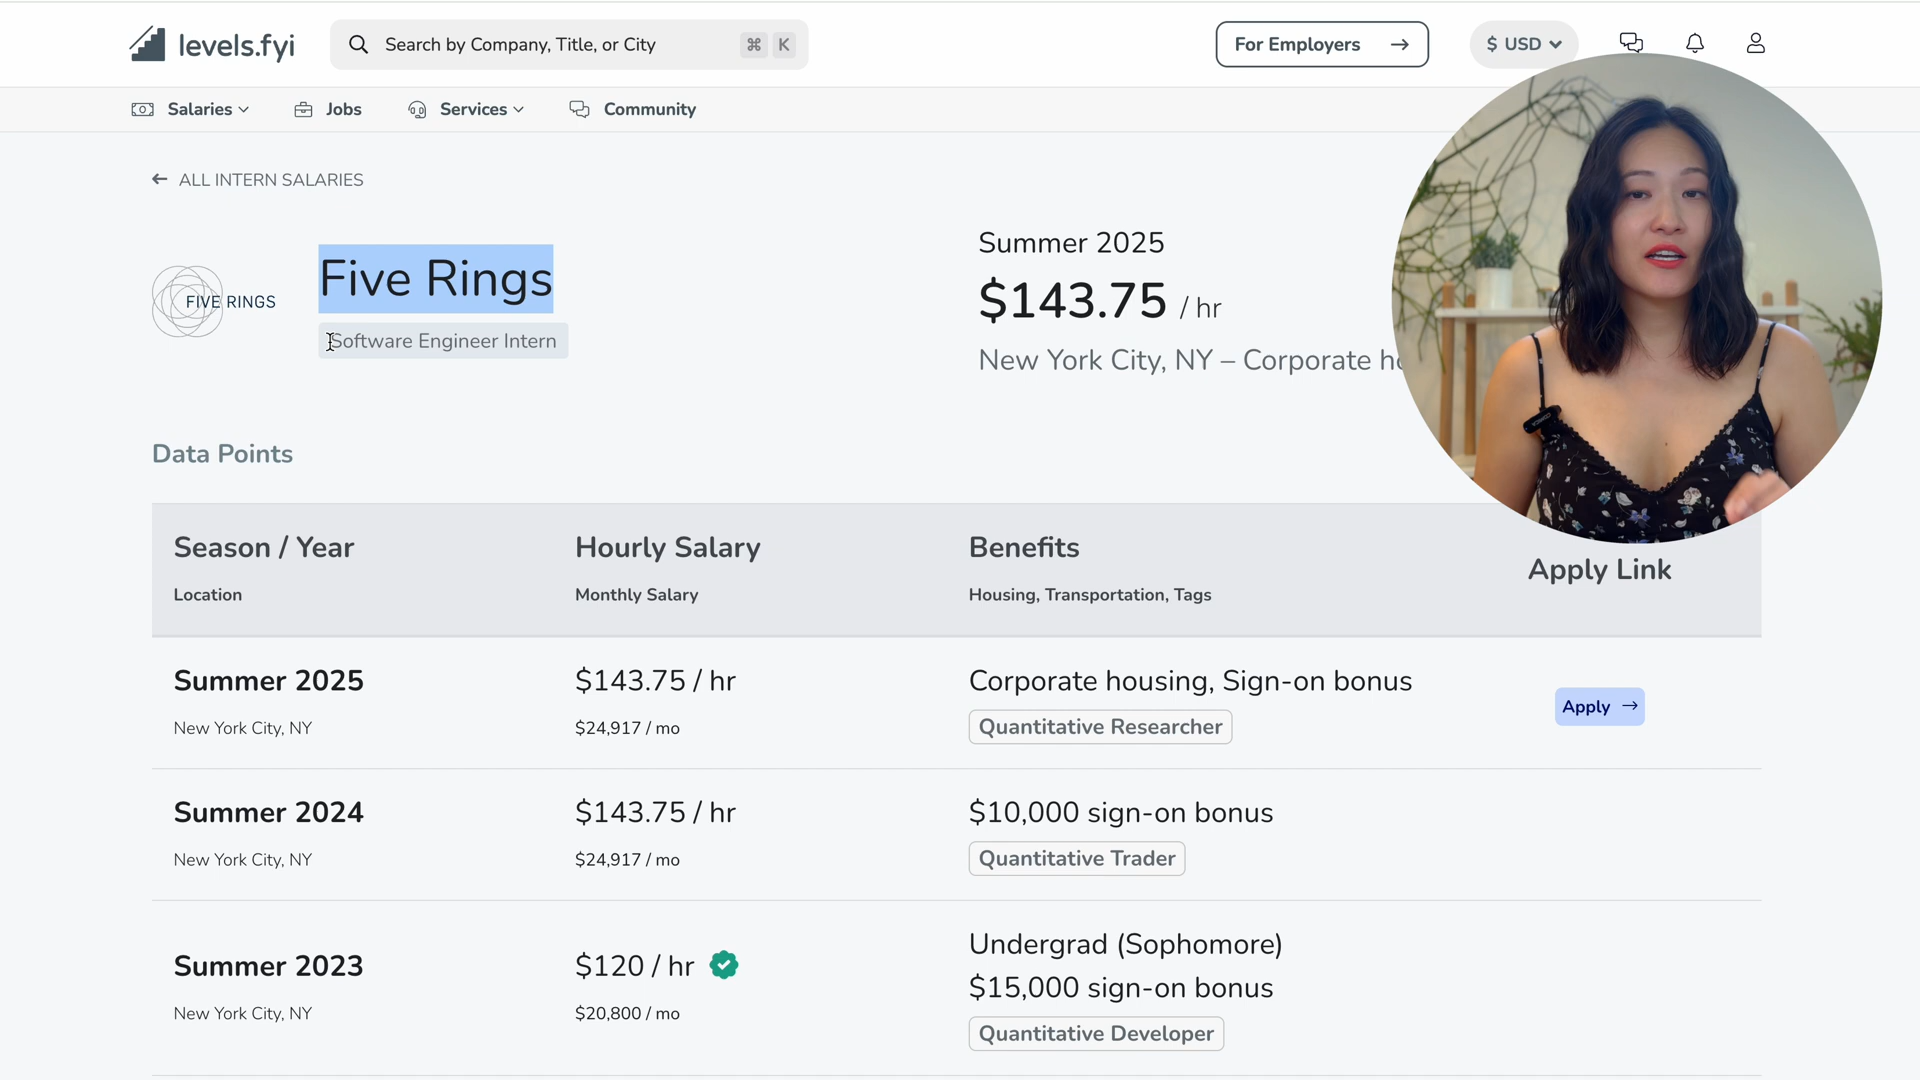 levels.fyi
Search by Company, Title, or City
⌘ K
For Employers →
$ USD
Salaries
Jobs
Services
Community
← ALL INTERN SALARIES
FIVE RINGS
Five Rings
Software Engineer Intern
Summer 2025
$143.75 / hr
New York City, NY – Corporate
Data Points
Season / Year
Location
Hourly Salary
Monthly Salary
Benefits
Housing, Transportation, Tags
Apply Link
Summer 2025
New York City, NY
$143.75 / hr
$24,917 / mo
Corporate housing, Sign-on bonus
Quantitative Researcher
Apply →
Summer 2024
New York City, NY
$143.75 / hr
$24,917 / mo
$10,000 sign-on bonus
Quantitative Trader
Summer 2023
New York City, NY
$120 / hr
$20,800 / mo
Undergrad (Sophomore)
$15,000 sign-on bonus
Quantitative Developer